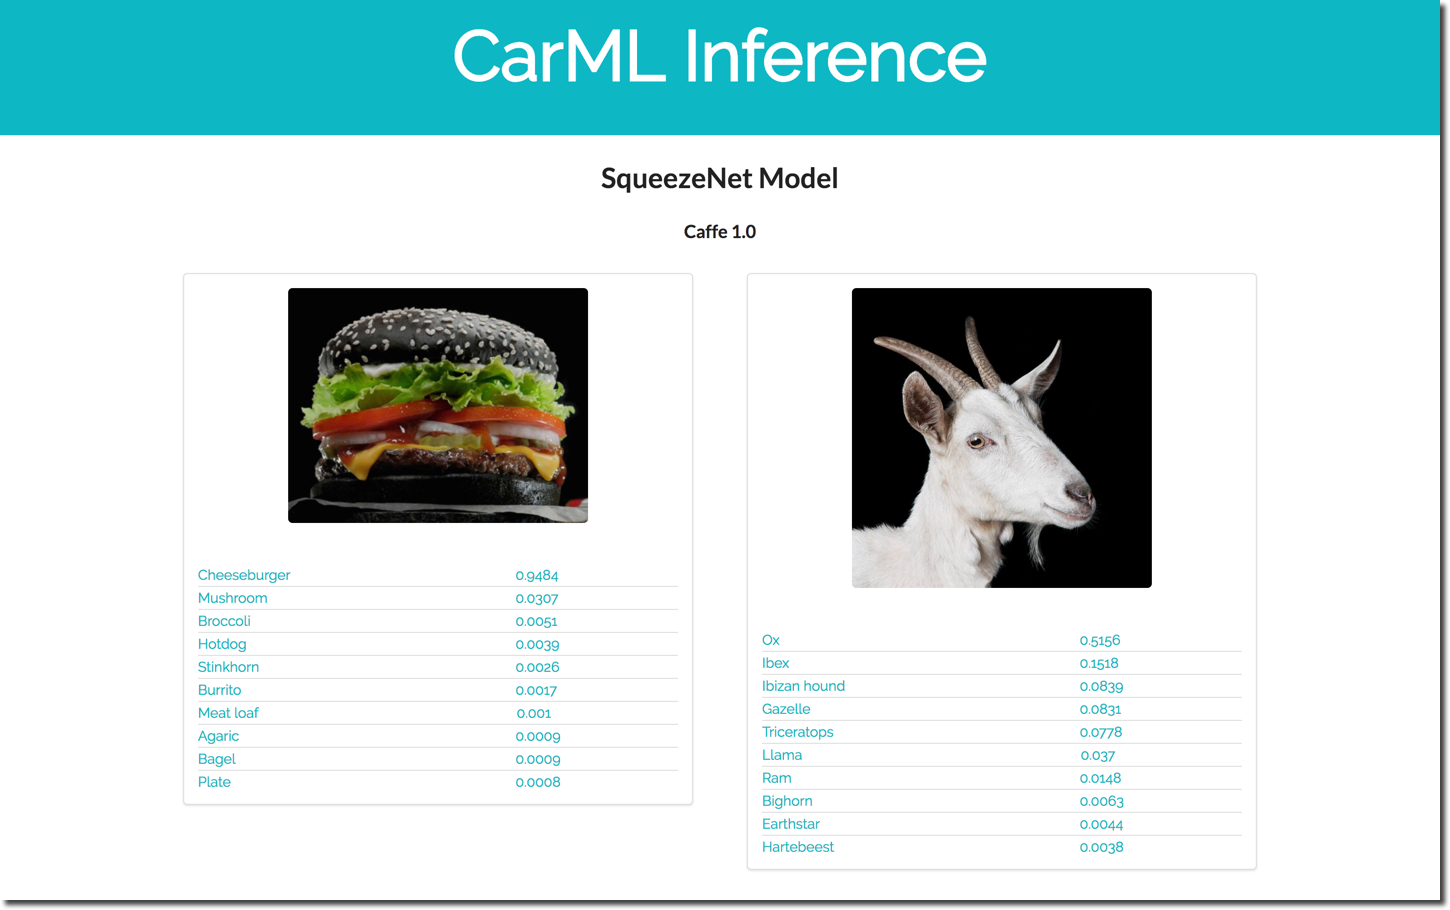 CarML Inference
SqueezeNet Model
Caffe 1.0
Cheeseburger 0.9484
Mushroom 0.0307
Broccoli 0.0051
Hotdog 0.0039
Stinkhorn 0.0026
Burrito 0.0017
Meat loaf 0.001
Agaric 0.0009
Bagel 0.0009
Plate 0.0008
Ox 0.5156
Ibex 0.1518
Ibizan hound 0.0839
Gazelle 0.0831
Triceratops 0.0778
Llama 0.037
Ram 0.0148
Bighorn 0.0063
Earthstar 0.0044
Hartebeest 0.0038